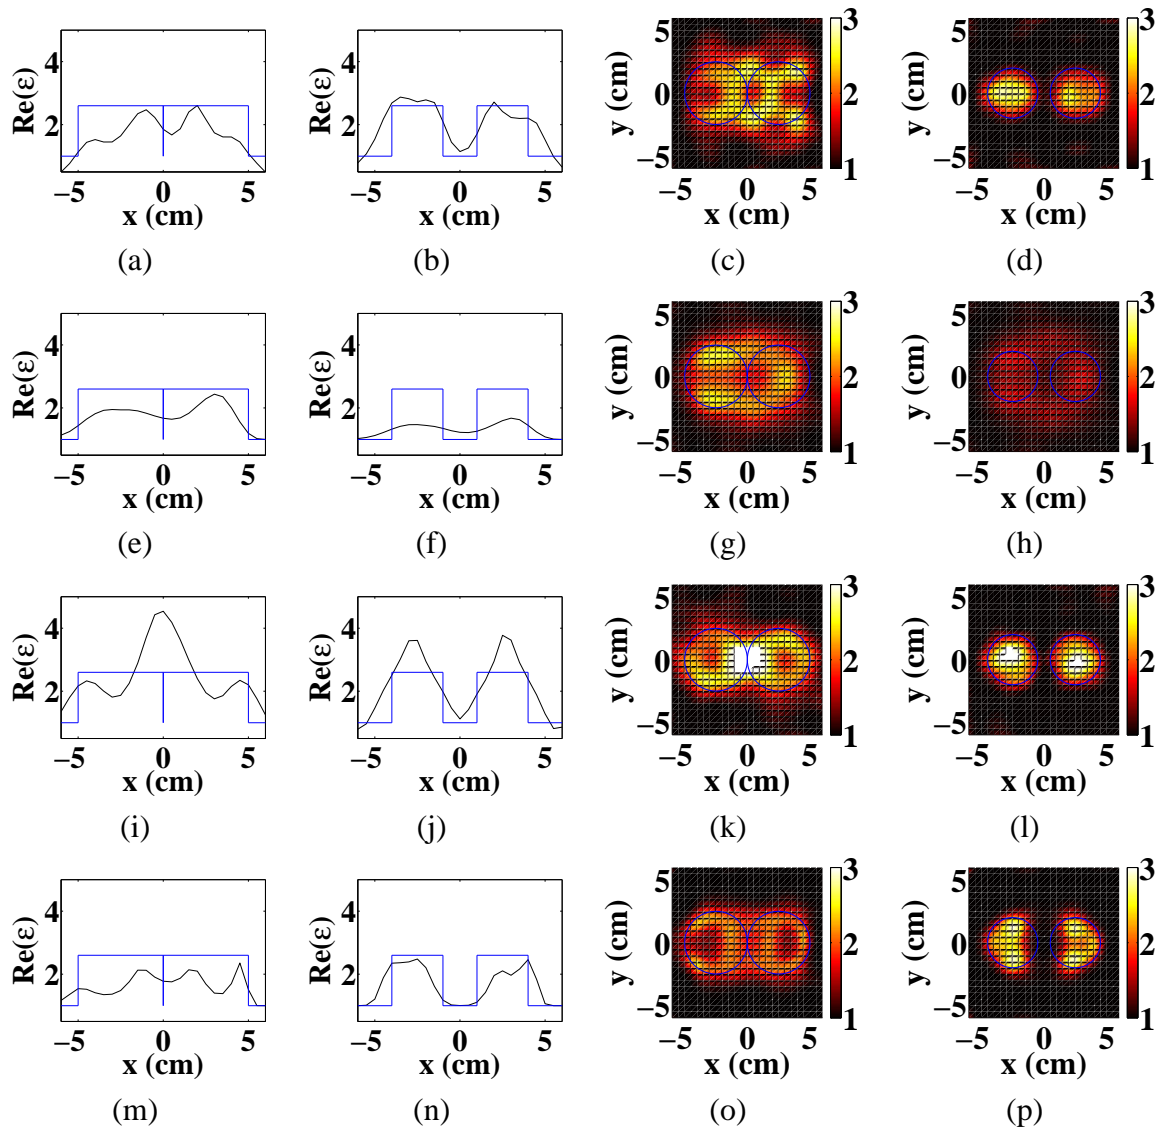 Re(ε) 4 2 −5 0 5 x (cm) (a)
Re(ε) 4 2 −5 0 5 x (cm) (b)
y (cm) 5 0 −5 −5 0 5 x (cm) 3 2 1 (c)
y (cm) 5 0 −5 −5 0 5 x (cm) 3 2 1 (d)
Re(ε) 4 2 −5 0 5 x (cm) (e)
Re(ε) 4 2 −5 0 5 x (cm) (f)
y (cm) 5 0 −5 −5 0 5 x (cm) 3 2 1 (g)
y (cm) 5 0 −5 −5 0 5 x (cm) 3 2 1 (h)
Re(ε) 4 2 −5 0 5 x (cm) (i)
Re(ε) 4 2 −5 0 5 x (cm) (j)
y (cm) 5 0 −5 −5 0 5 x (cm) 3 2 1 (k)
y (cm) 5 0 −5 −5 0 5 x (cm) 3 2 1 (l)
Re(ε) 4 2 −5 0 5 x (cm) (m)
Re(ε) 4 2 −5 0 5 x (cm) (n)
y (cm) 5 0 −5 −5 0 5 x (cm) 3 2 1 (o)
y (cm) 5 0 −5 −5 0 5 x (cm) 3 2 1 (p)